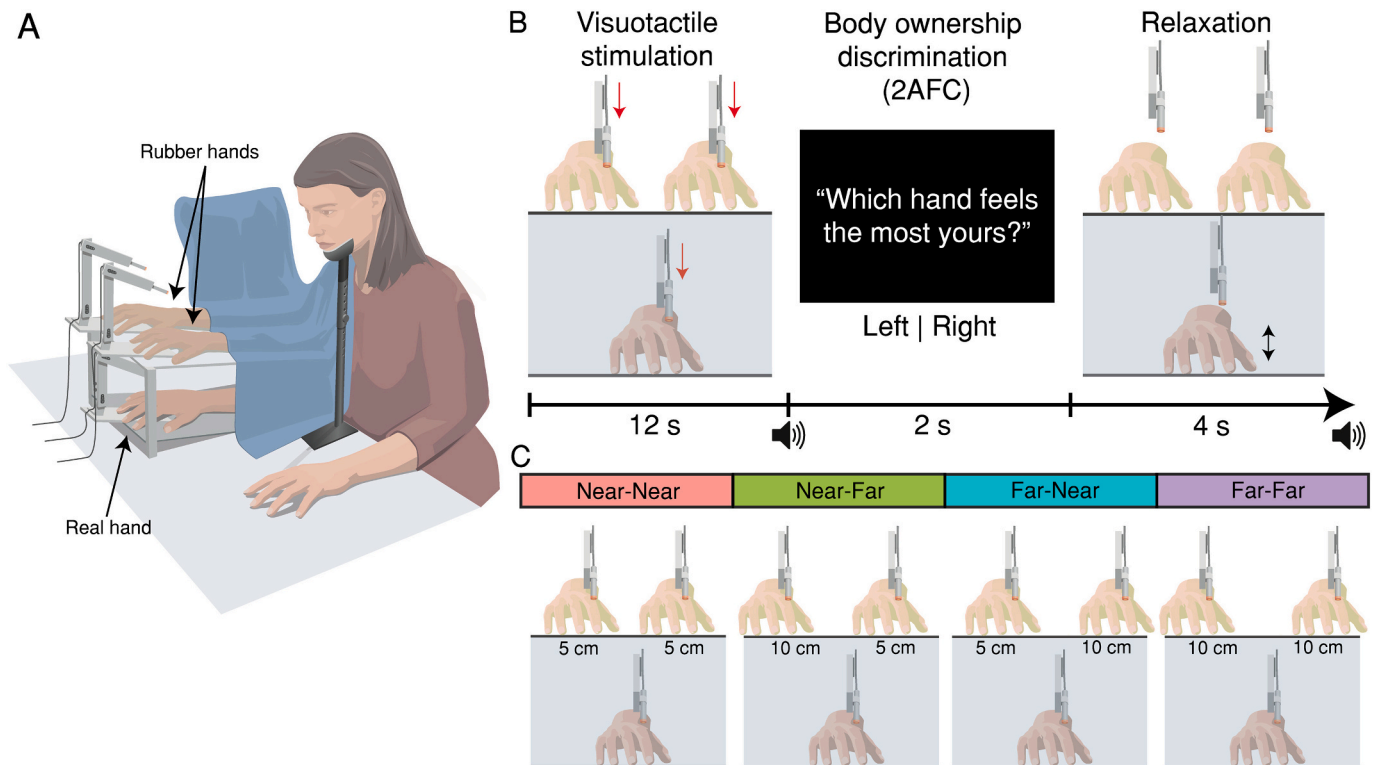 A
Rubber hands
Real hand
B
Visuotactile
stimulation
Body ownership
discrimination
(2AFC)
Relaxation
“Which hand feels
the most yours?”
Left | Right
12 s
2 s
4 s
C
Near-Near
Near-Far
Far-Near
Far-Far
5 cm
5 cm
10 cm
5 cm
5 cm
10 cm
10 cm
10 cm